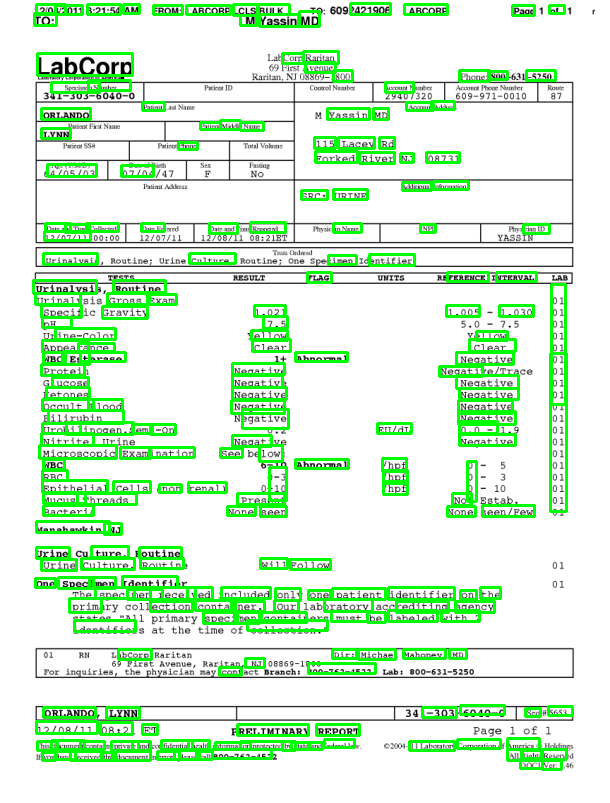 12/09/2011 3:21:54 AM FROM: LABCORP LCLS BULK TO: 6092421906 LABCORP Page 1 of 1
TO: M Yassin MD
LabCorp
LabCorp Raritan
69 First Avenue
Raritan, NJ 08869-1800
Phone: 800-631-5250
Specimen Number Patient ID Control Number Account Number Account Phone Number Route
341-303-6040-0 29407320 609-971-0010 87
Patient Last Name Account Address
ORLANDO M Yassin MD
Patient First Name Patient Middle Name
LYNN
115 Lacey Rd
Patient SS# Patient Phone Total Volume
Forked River NJ 08731
Age (Y/M/D) Date of Birth Sex Fasting
64/05/03 07/04/47 F No
Patient Address Additional Information
SRC: URINE
Date and Time Collected Date Entered Date and Time Reported Physician Name NPI Physician ID
12/07/11 00:00 12/07/11 12/08/11 08:21ET YASSIN
Tests Ordered
Urinalysis, Routine; Urine Culture, Routine; One Specimen Identifier
TESTS RESULT FLAG UNITS REFERENCE INTERVAL LAB
Urinalysis, Routine
Urinalysis Gross Exam 01
Specific Gravity 1.021 1.005 - 1.030 01
pH 7.5 5.0 - 7.5 01
Urine-Color Yellow Yellow 01
Appearance Clear Clear 01
WBC Esterase 1+ Abnormal Negative 01
Protein Negative Negative/Trace 01
Glucose Negative Negative 01
Ketones Negative Negative 01
Occult Blood Negative Negative 01
Bilirubin Negative Negative 01
Urobilinogen,Semi-Qn 0.2 EU/dL 0.0 - 1.9 01
Nitrite, Urine Negative Negative 01
Microscopic Examination See below: 01
WBC 6-10 Abnormal /hpf 0 - 5 01
RBC 0-3 /hpf 0 - 3 01
Epithelial Cells (non renal) 0-10 /hpf 0 - 10 01
Mucus Threads Present Not Estab. 01
Bacteria None seen None seen/Few 01
Manahawkin NJ
Urine Culture, Routine
Urine Culture, Routine Will Follow 01
One Specimen Identifier 01
The specimen received included only one patient identifier on the
primary collection container. Our laboratory accrediting agency
states "All primary specimen containers must be labeled with 2
identifiers at the time of collection."
01 RN LabCorp Raritan Dir: Michael Mahoney, MD
69 First Avenue, Raritan, NJ 08869-1800
For inquiries, the physician may contact Branch: 800-762-4522 Lab: 800-631-5250
ORLANDO, LYNN 341-303-6040-0 Seq # 5653
12/08/11 08:21 ET PRELIMINARY REPORT Page 1 of 1
This document contains private and confidential health information protected by state and federal law. ©2004-11 Laboratory Corporation of America Holdings
If you have received this document in error, please call 800-762-4522 All Rights Reserved
DOC1 Ver: 1.46